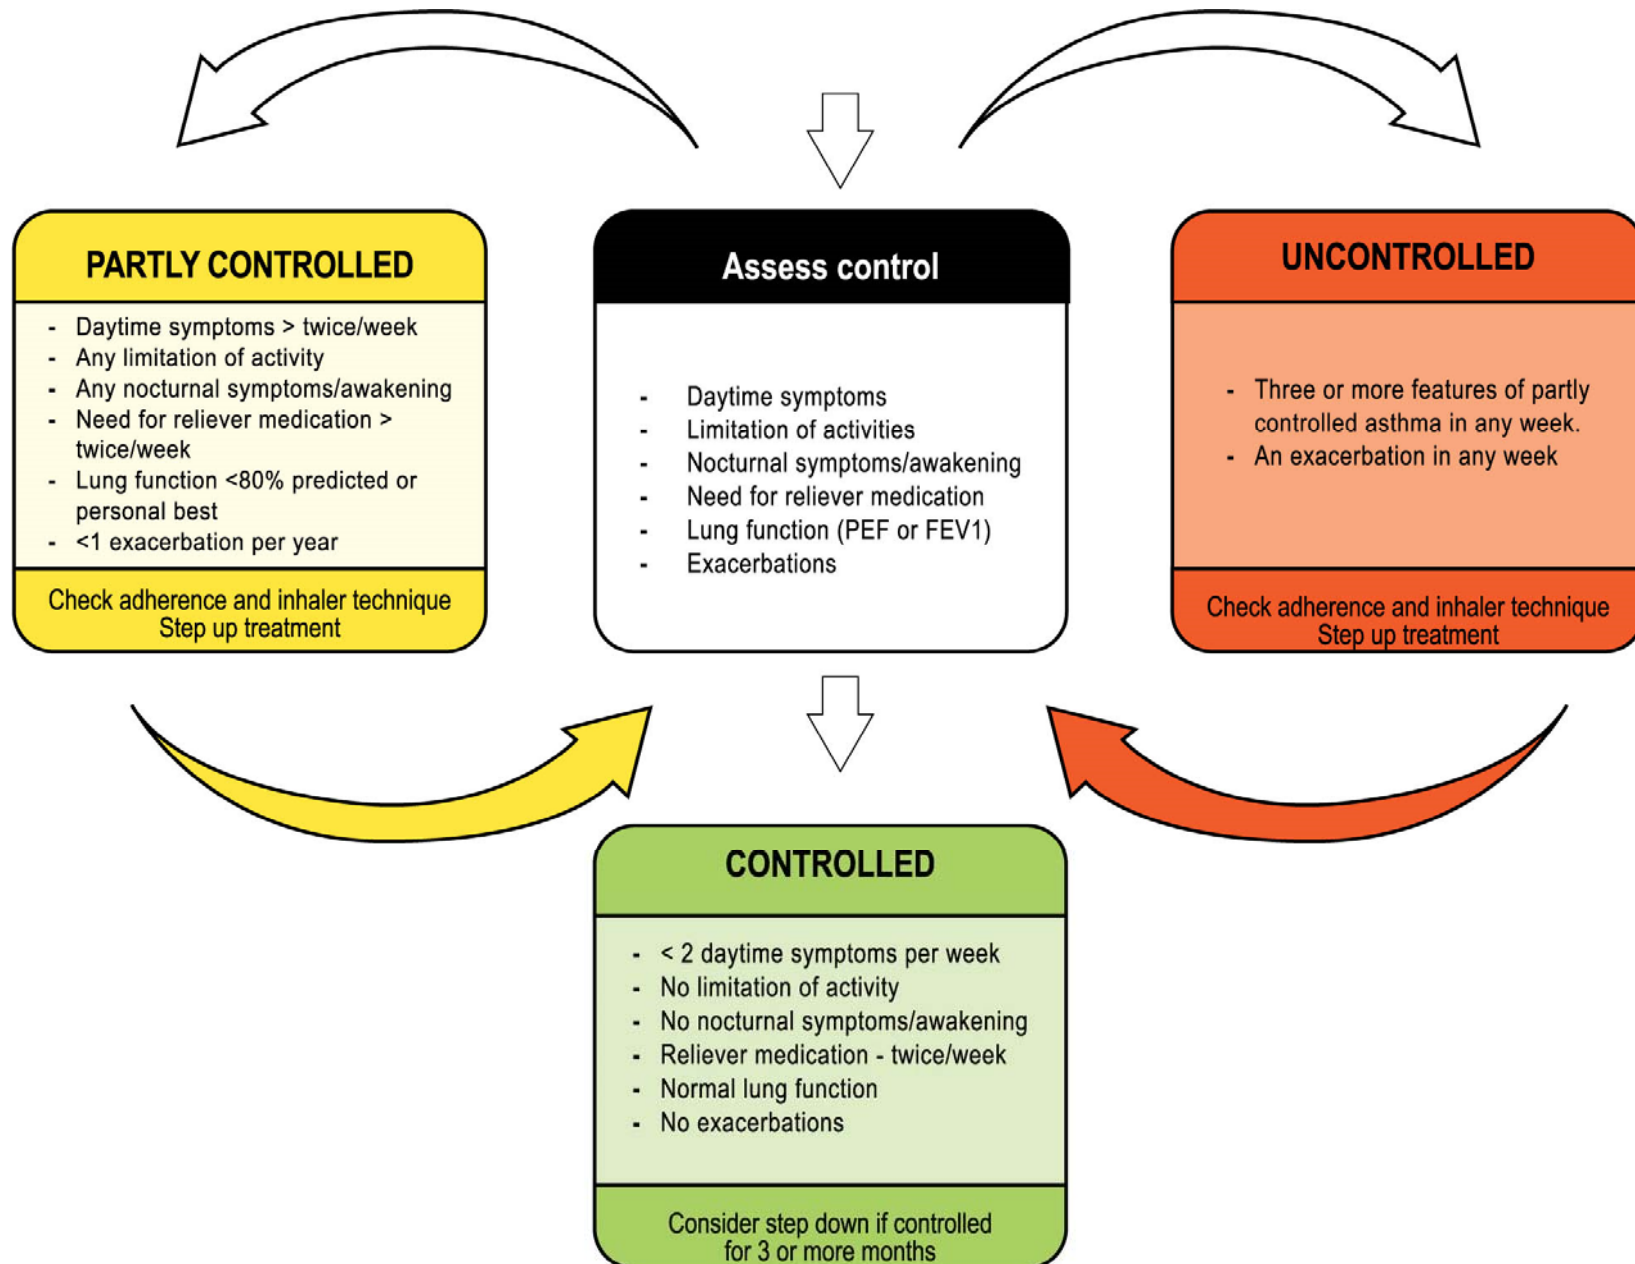 PARTLY CONTROLLED
- Daytime symptoms > twice/week
- Any limitation of activity
- Any nocturnal symptoms/awakening
- Need for reliever medication >
twice/week
- Lung function <80% predicted or
personal best
- <1 exacerbation per year
Check adherence and inhaler technique
Step up treatment
Assess control
- Daytime symptoms
- Limitation of activities
- Nocturnal symptoms/awakening
- Need for reliever medication
- Lung function (PEF or FEV1)
- Exacerbations
UNCONTROLLED
- Three or more features of partly
controlled asthma in any week.
- An exacerbation in any week
Check adherence and inhaler technique
Step up treatment
CONTROLLED
- < 2 daytime symptoms per week
- No limitation of activity
- No nocturnal symptoms/awakening
- Reliever medication - twice/week
- Normal lung function
- No exacerbations
Consider step down if controlled
for 3 or more months